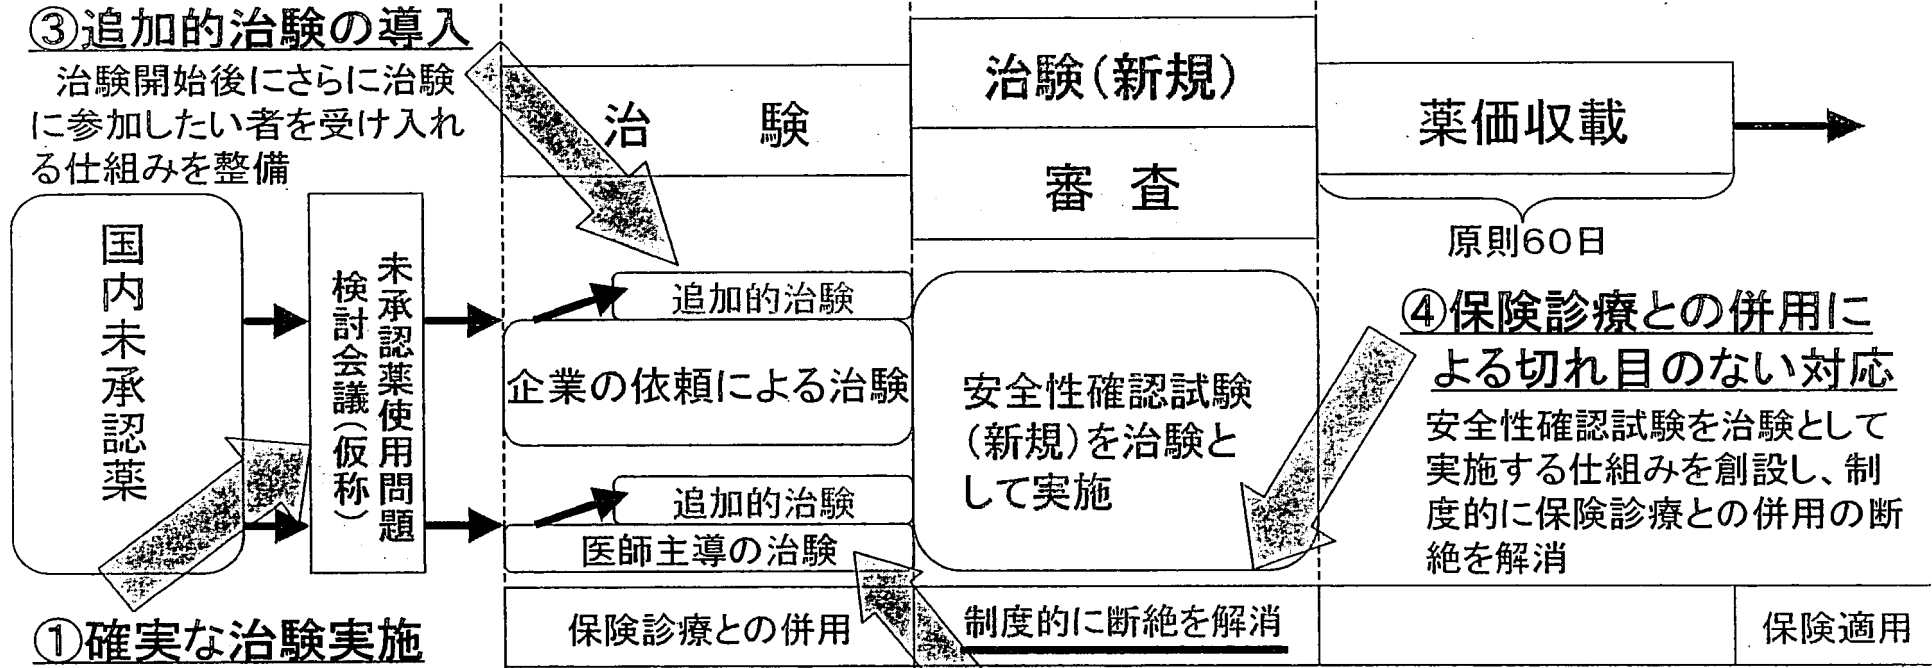 ③追加的治験の導入
治験開始後にさらに治験
に参加したい者を受け入れ
る仕組みを整備
治　験
治験(新規)
審　査
薬価収載
原則60日
国内未承認薬
未承認薬使用問題
検討会議(仮称)
追加的治験
企業の依頼による治験
追加的治験
医師主導の治験
安全性確認試験
(新規)を治験と
して実施
④保険診療との併用に
よる切れ目のない対応
安全性確認試験を治験として
実施する仕組みを創設し、制
度的に保険診療との併用の断
絶を解消
①確実な治験実施
保険診療との併用
制度的に断絶を解消
保険適用